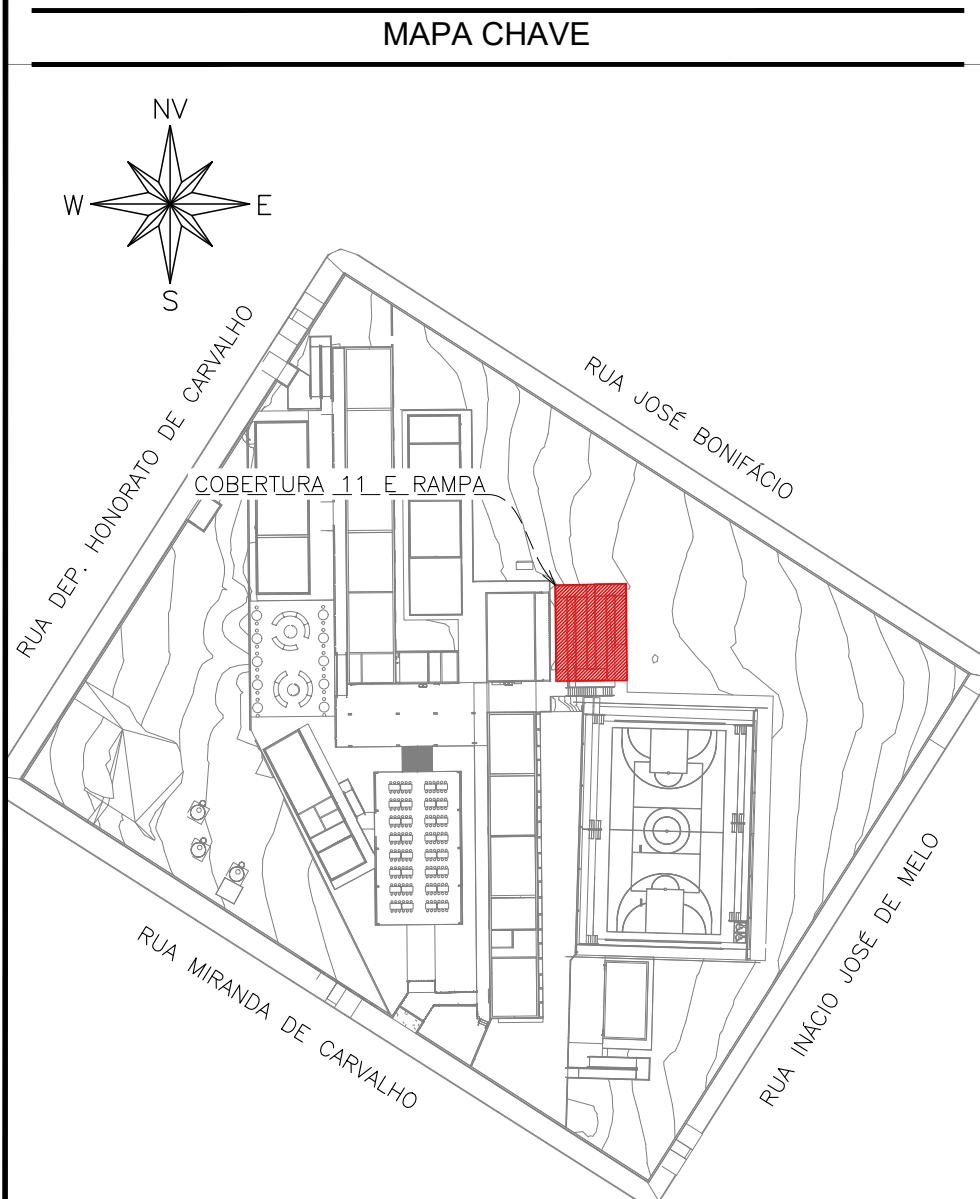 MAPA CHAVE
NV
W E
S
RUA DEP. HONORATO DE CARVALHO
RUA JOSÉ BONIFÁCIO
COBERTURA 11 E RAMPA
RUA MIRANDA DE CARVALHO
RUA INÁCIO JOSÉ DE MELO